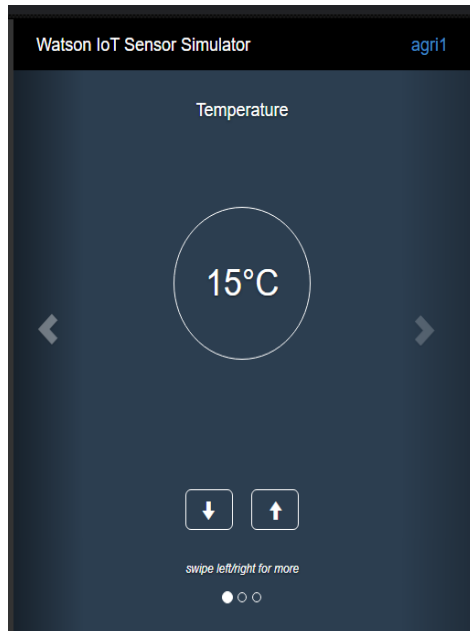 Watson IoT Sensor Simulator agri1
Temperature
15°C
swipe left/right for more